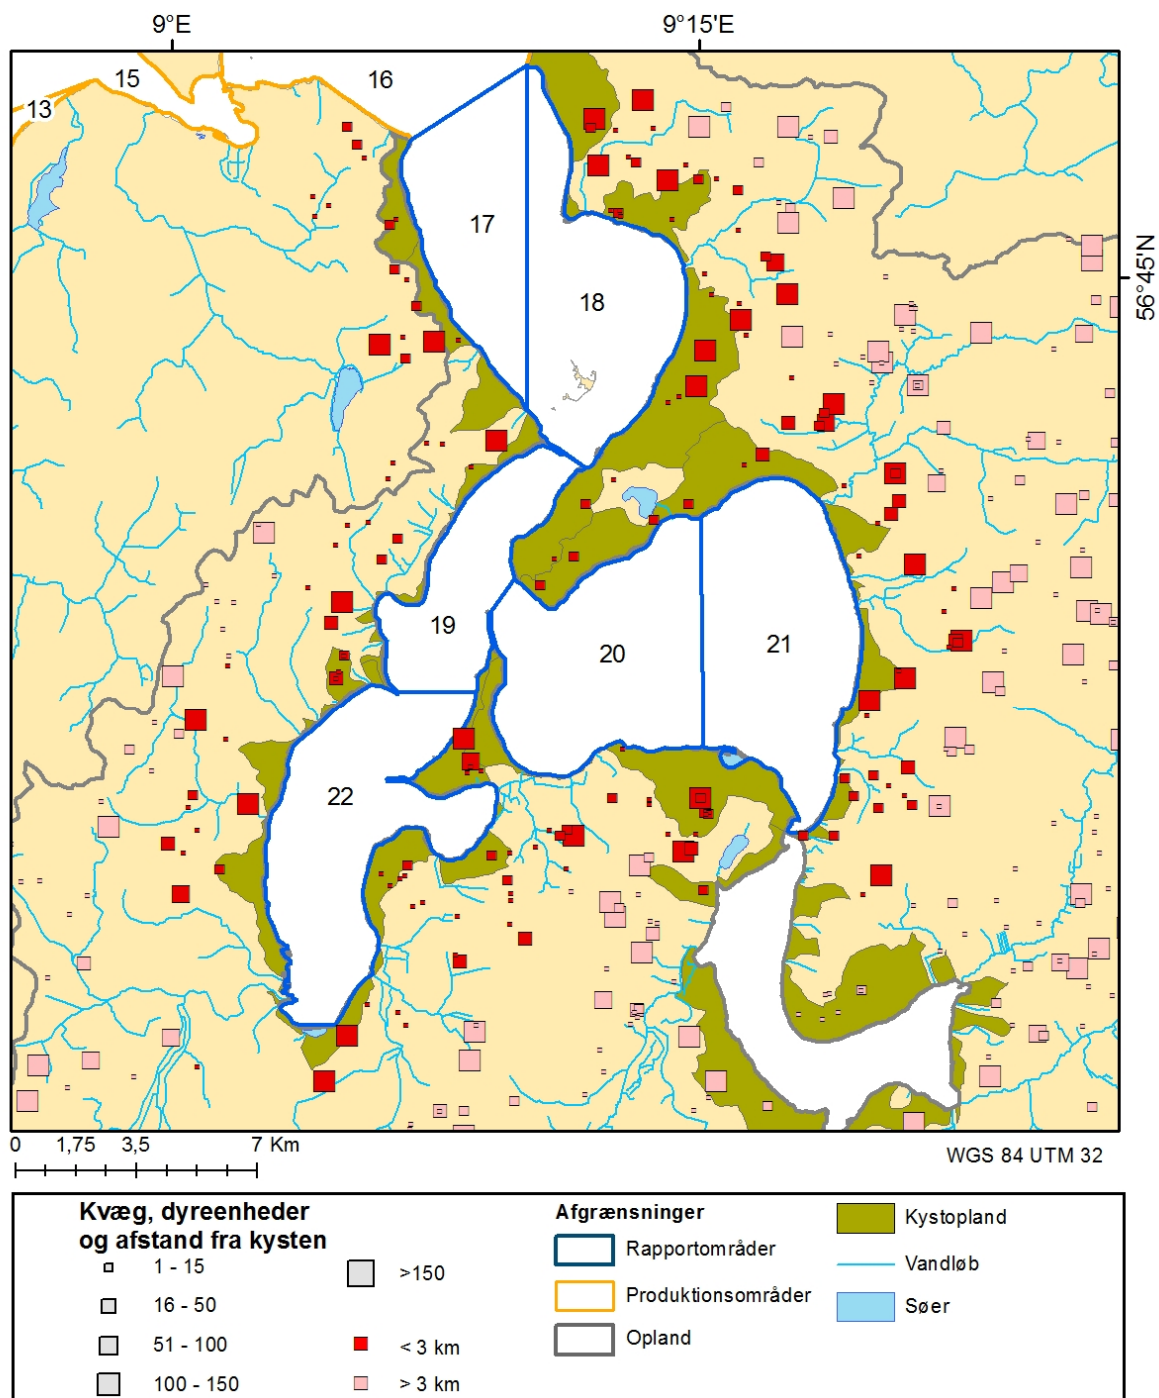 9°E 9°15'E
15
16
13
17
56°45'N
18
19
20
21
22
0 1,75 3,5 7 Km
WGS 84 UTM 32
Kvæg, dyreenheder
og afstand fra kysten
1 - 15
16 - 50
51 - 100
100 - 150
>150
< 3 km
> 3 km
Afgrænsninger
Rapportområder
Produktionsområder
Opland
Kystopland
Vandløb
Søer